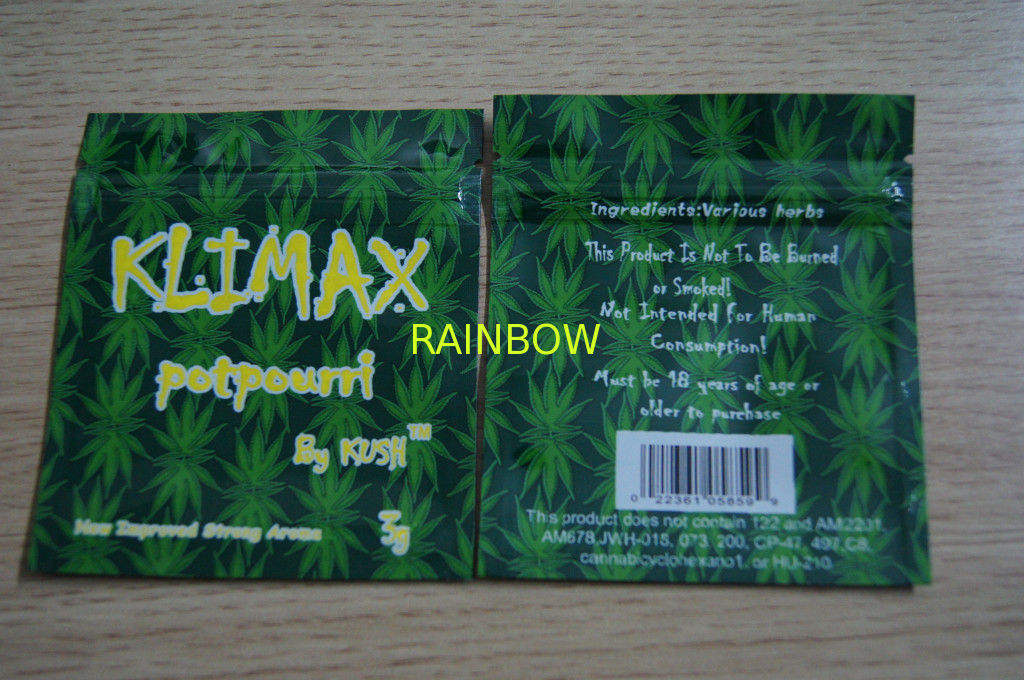 KLIMAX
potpourri
By KUSH™
New Improved Strong Aroma
3g
RAINBOW
Ingredients:Various herbs
This Product Is Not To Be Burned
or Smoked!
Not Intended For Human
Consumption!
Must be 18 years of age or
older to purchase
0 22361 05859 9
This product does not contain 122 and AM2201,
AM678,JWH-018, 073, 200, CP-47, 497,C8,
cannabicyclohexano1, or HU-210.